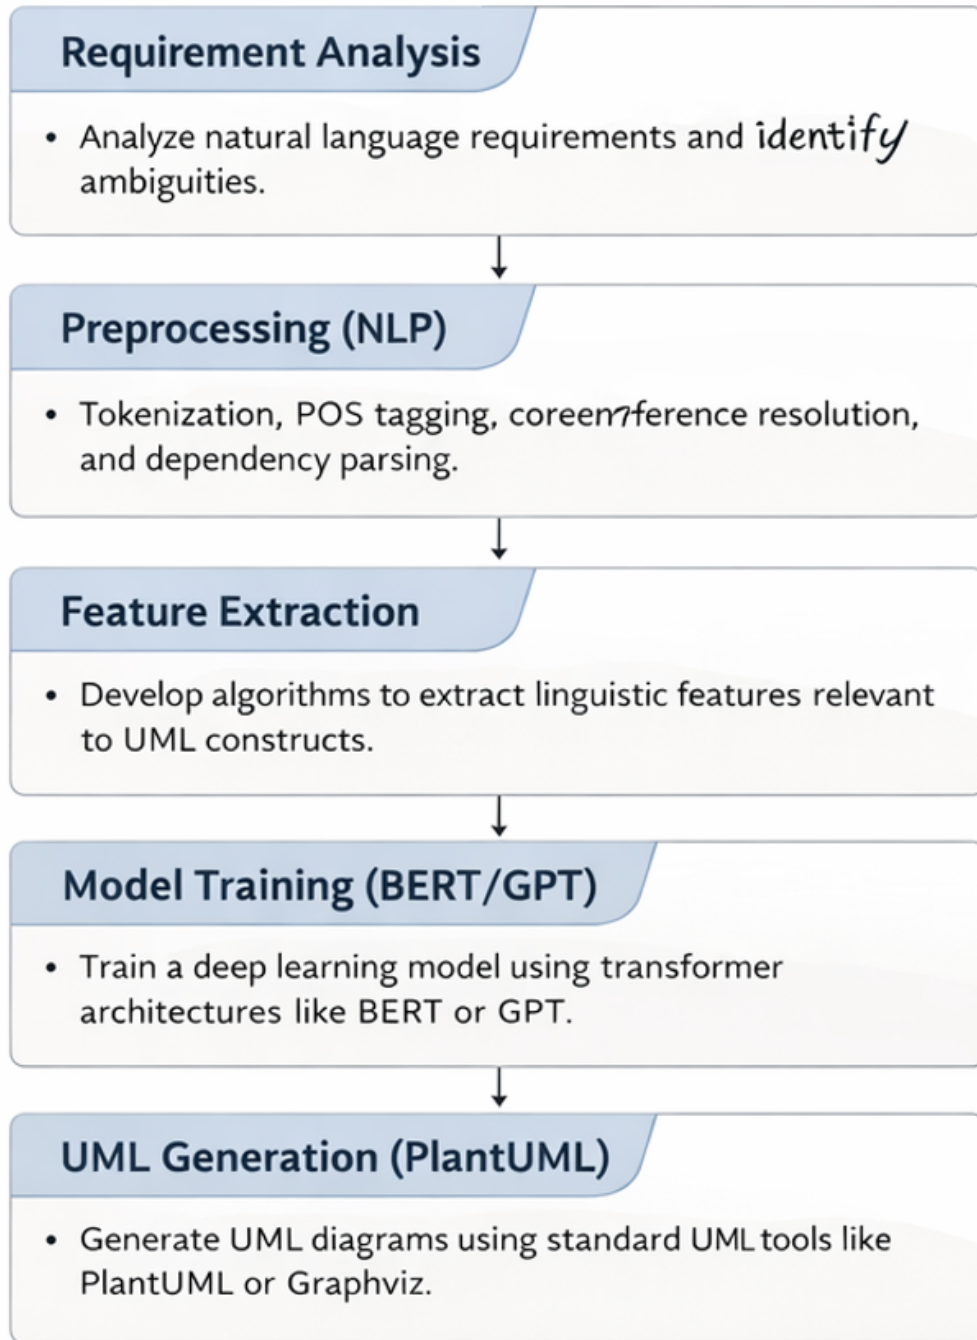 Requirement Analysis
• Analyze natural language requirements and identify
ambiguities.
Preprocessing (NLP)
• Tokenization, POS tagging, resolution,
and dependency parsing.
Feature Extraction
• Develop algorithms to extract linguistic features relevant
to UML constructs.
Model Training (BERT/GPT)
• Train a deep learning model using transformer
architectures like BERT or GPT.
UML Generation (PlantUML)
• Generate UML diagrams using standard UML tools like
PlantUML or Graphviz.